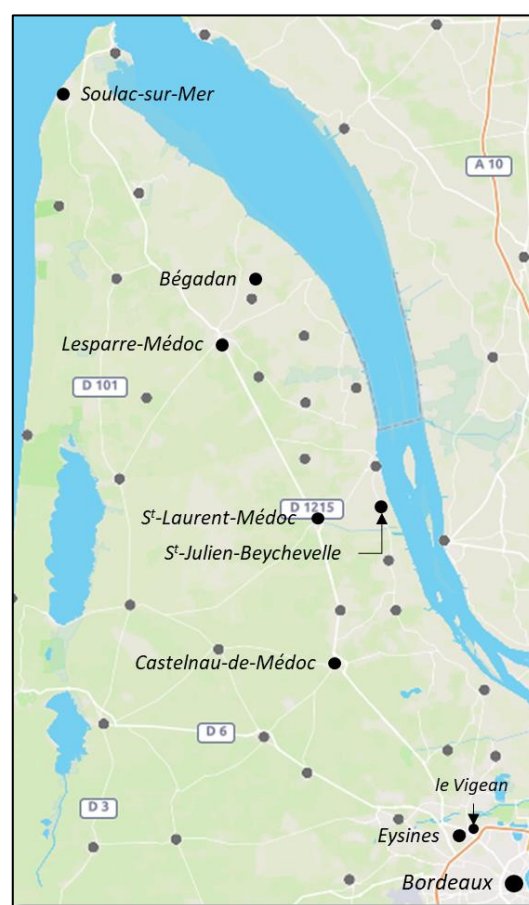 Soulac-sur-Mer
A 10
Bégadan
Lesparre-Médoc
D 101
D 1215
Sᵗ-Laurent-Médoc
Sᵗ-Julien-Beychevelle
Castelnau-de-Médoc
D 6
le Vigean
D 3
Eysines
Bordeaux